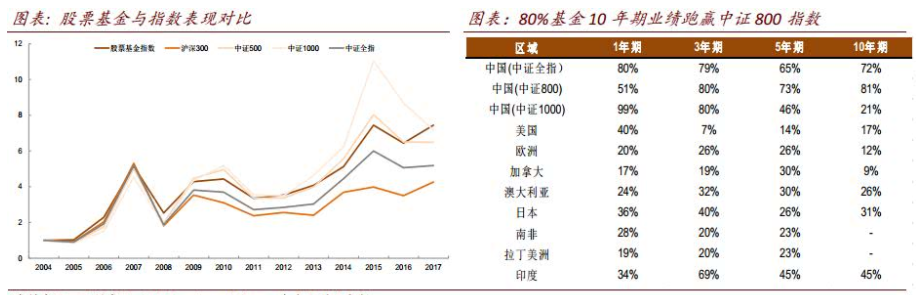 图表：股票基金与指数表现对比
股票基金指数 沪深300 中证500 中证1000 中证全指
12
10
8
6
4
2
0
2004 2005 2006 2007 2008 2009 2010 2011 2012 2013 2014 2015 2016 2017
图表：80%基金 10 年期业绩跑赢中证 800 指数
区域 1年期 3年期 5年期 10年期
中国(中证全指） 80% 79% 65% 72%
中国(中证800) 51% 80% 73% 81%
中国(中证1000) 99% 80% 46% 21%
美国 40% 7% 14% 17%
欧洲 20% 26% 26% 12%
加拿大 17% 19% 30% 9%
澳大利亚 24% 32% 30% 26%
日本 36% 40% 26% 31%
南非 28% 20% 23% -
拉丁美洲 19% 20% 23% -
印度 34% 69% 45% 45%